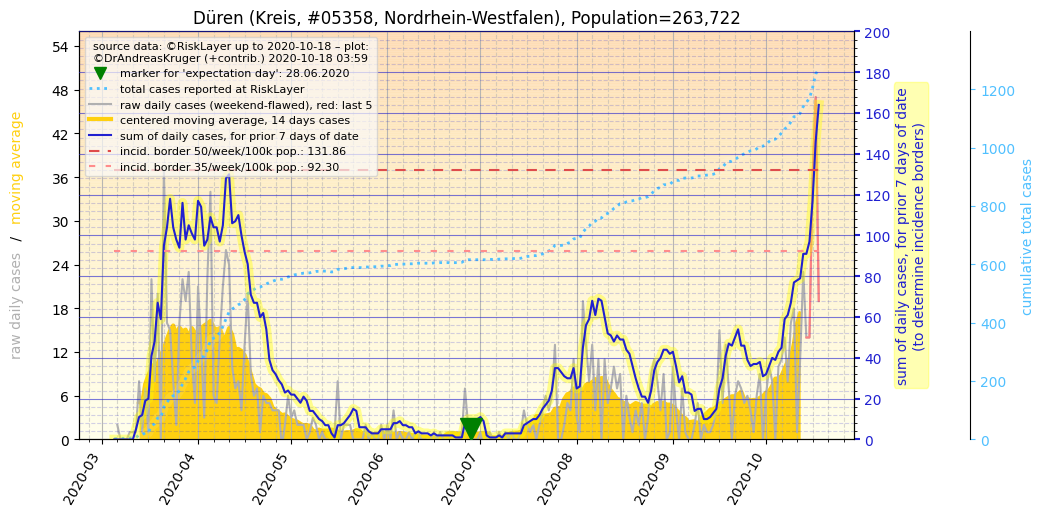 Düren (Kreis, #05358, Nordrhein-Westfalen), Population=263,722
source data: ©RiskLayer up to 2020-10-18 – plot:
©DrAndreasKruger (+contrib.) 2020-10-18 03:59
marker for 'expectation day': 28.06.2020
total cases reported at RiskLayer
raw daily cases (weekend-flawed), red: last 5
centered moving average, 14 days cases
sum of daily cases, for prior 7 days of date
incid. border 50/week/100k pop.: 131.86
incid. border 35/week/100k pop.: 92.30
raw daily cases / moving average
54
48
42
36
30
24
18
12
6
0
2020-03
2020-04
2020-05
2020-06
2020-07
2020-08
2020-09
2020-10
200
180
160
140
120
100
80
60
40
20
0
sum of daily cases, for prior 7 days of date
(to determine incidence borders)
1200
1000
800
600
400
200
0
cumulative total cases